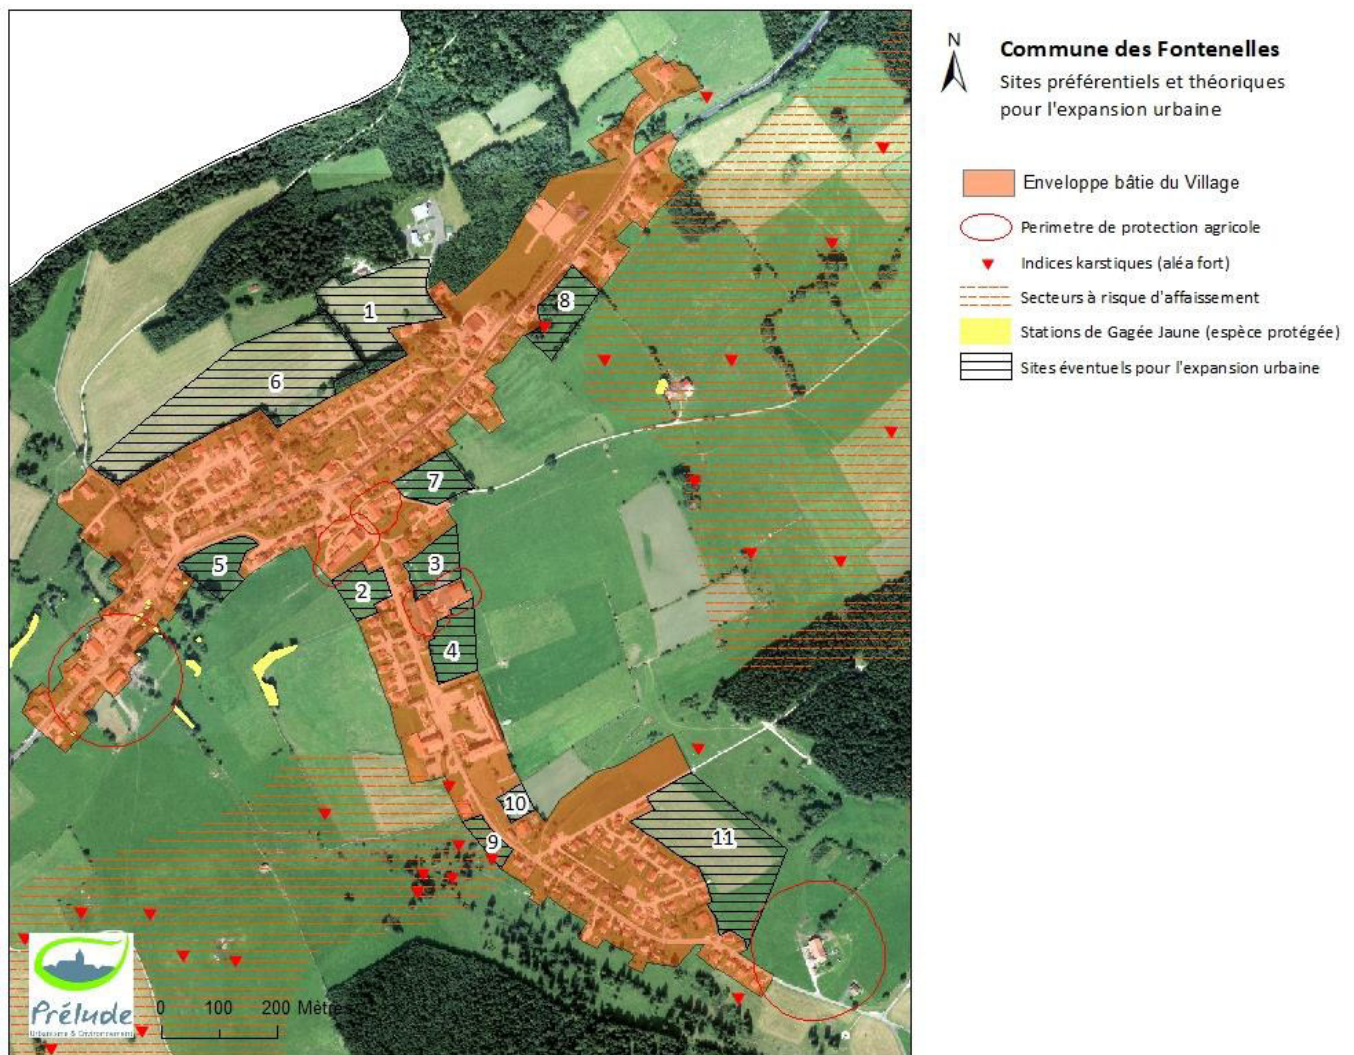 N
Commune des Fontenelles
Sites préférentiels et théoriques
pour l'expansion urbaine
Enveloppe bâtie du Village
Perimetre de protection agricole
Indices karstiques (aléa fort)
Secteurs à risque d'affaissement
Stations de Gagée Jaune (espèce protégée)
Sites éventuels pour l'expansion urbaine
1
8
6
7
5
3
2
4
10
9
11
Prélude
Urbanisme & Environnement
0 100 200 Mètres